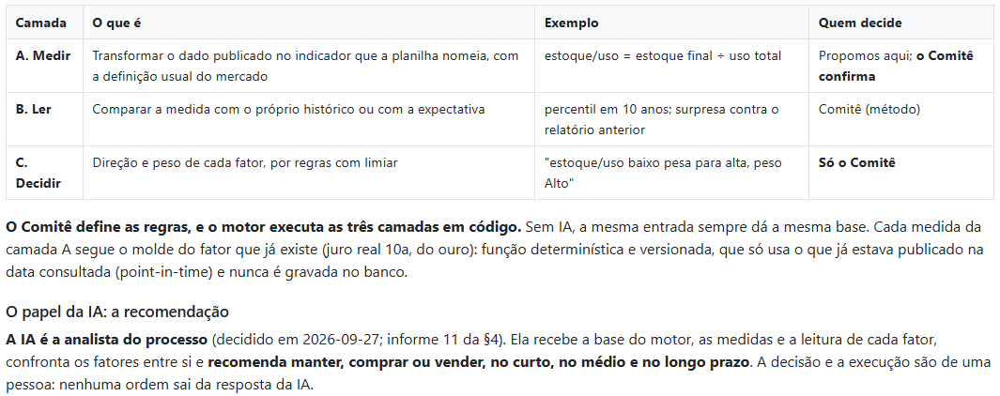 Camada O que é Exemplo Quem decide
A. Medir Transformar o dado publicado no indicador que a planilha nomeia, com a definição usual do mercado estoque/uso = estoque final ÷ uso total Propomos aqui; o Comitê confirma
B. Ler Comparar a medida com o próprio histórico ou com a expectativa percentil em 10 anos; surpresa contra o relatório anterior Comitê (método)
C. Decidir Direção e peso de cada fator, por regras com limiar "estoque/uso baixo pesa para alta, peso Alto" Só o Comitê
O Comitê define as regras, e o motor executa as três camadas em código. Sem IA, a mesma entrada sempre dá a mesma base. Cada medida da
camada A segue o molde do fator que já existe (juro real 10a, do ouro): função determinística e versionada, que só usa o que já estava publicado na
data consultada (point-in-time) e nunca é gravada no banco.
O papel da IA: a recomendação
A IA é a analista do processo (decidido em 2026-09-27; informe 11 da §4). Ela recebe a base do motor, as medidas e a leitura de cada fator,
confronta os fatores entre si e recomenda manter, comprar ou vender, no curto, no médio e no longo prazo. A decisão e a execução são de uma
pessoa: nenhuma ordem sai da resposta da IA.